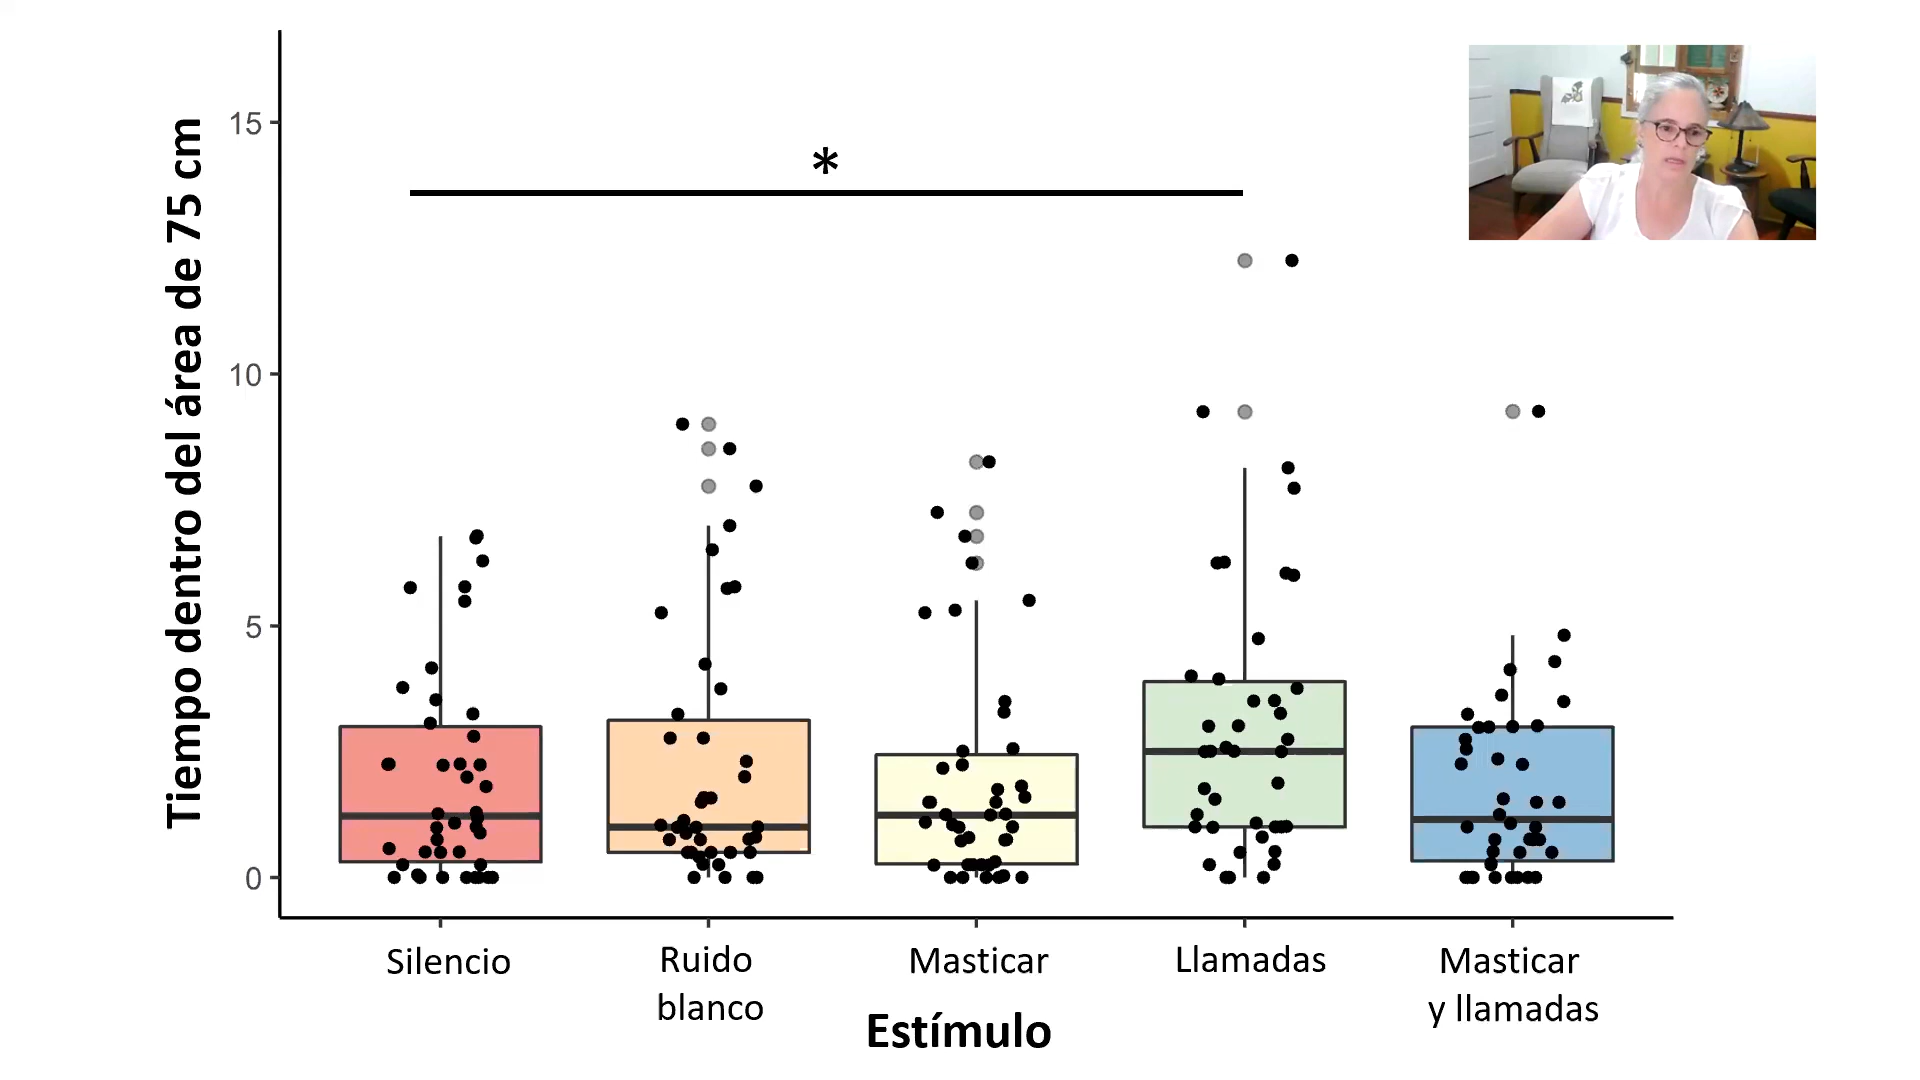 Tiempo dentro del área de 75 cm
15
10
5
0
*
Silencio
Ruido
blanco
Masticar
Llamadas
Masticar
y llamadas
Estímulo